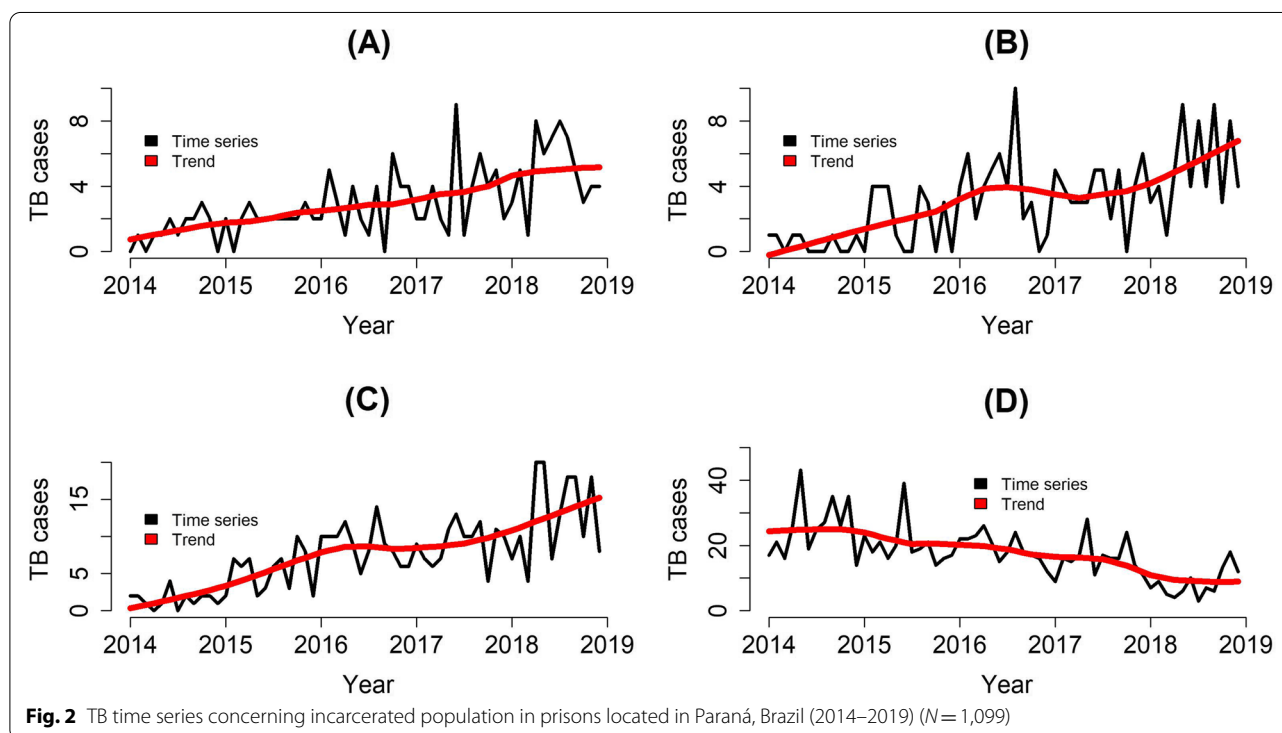 (A)
TB cases
0 4 8
Time series
Trend
2014 2015 2016 2017 2018 2019
Year
(B)
TB cases
0 4 8
Time series
Trend
2014 2015 2016 2017 2018 2019
Year
(C)
TB cases
0 5 15
Time series
Trend
2014 2015 2016 2017 2018 2019
Year
(D)
TB cases
0 20 40
Time series
Trend
2014 2015 2016 2017 2018 2019
Year
Fig. 2 TB time series concerning incarcerated population in prisons located in Paraná, Brazil (2014–2019) (N = 1,099)